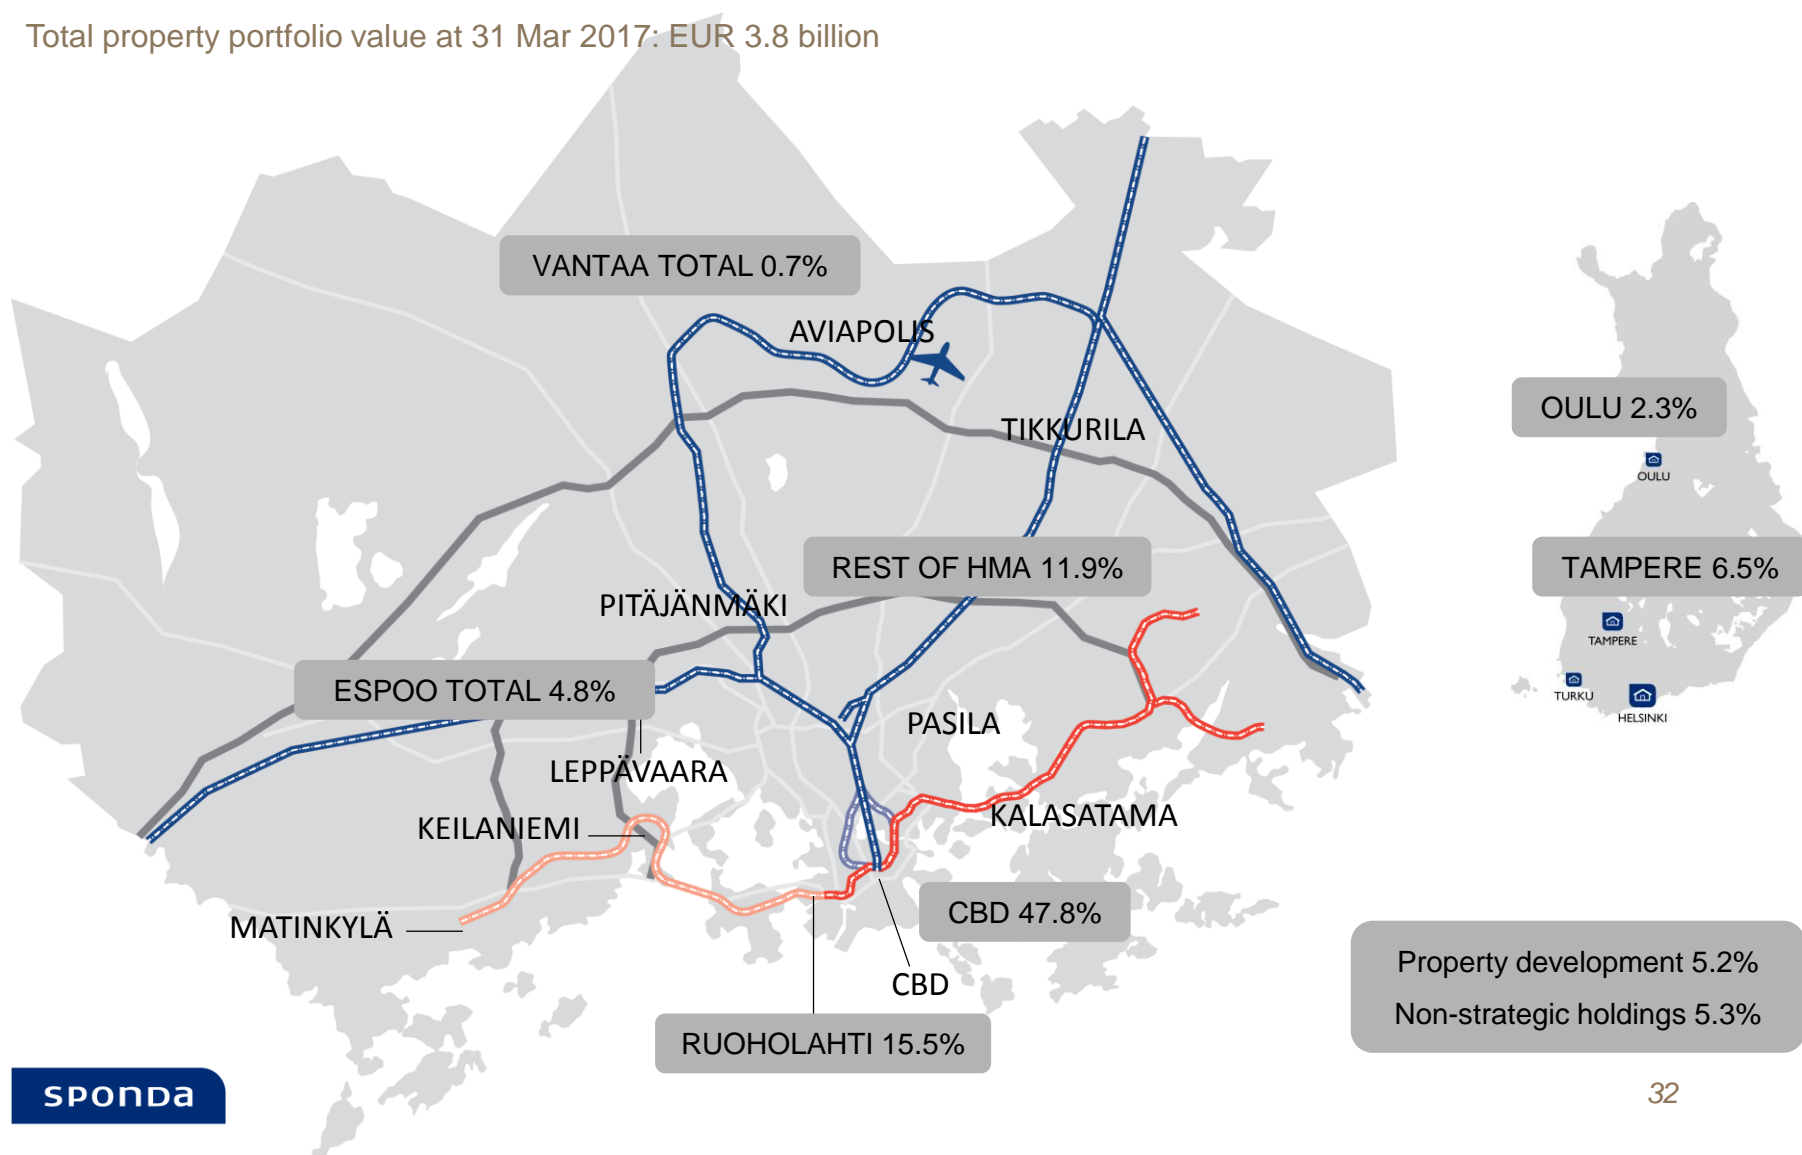 Total property portfolio value at 31 Mar 2017: EUR 3.8 billion
VANTAA TOTAL 0.7%
AVIAPOLIS
TIKKURILA
OULU 2.3%
OULU
REST OF HMA 11.9%
TAMPERE 6.5%
PITÄJÄNMÄKI
TAMPERE
ESPOO TOTAL 4.8%
TURKU
HELSINKI
PASILA
LEPPÄVAARA
KEILANIEMI
KALASATAMA
MATINKYLÄ
CBD 47.8%
CBD
RUOHOLAHTI 15.5%
Property development 5.2%
Non-strategic holdings 5.3%
SPONDA
32